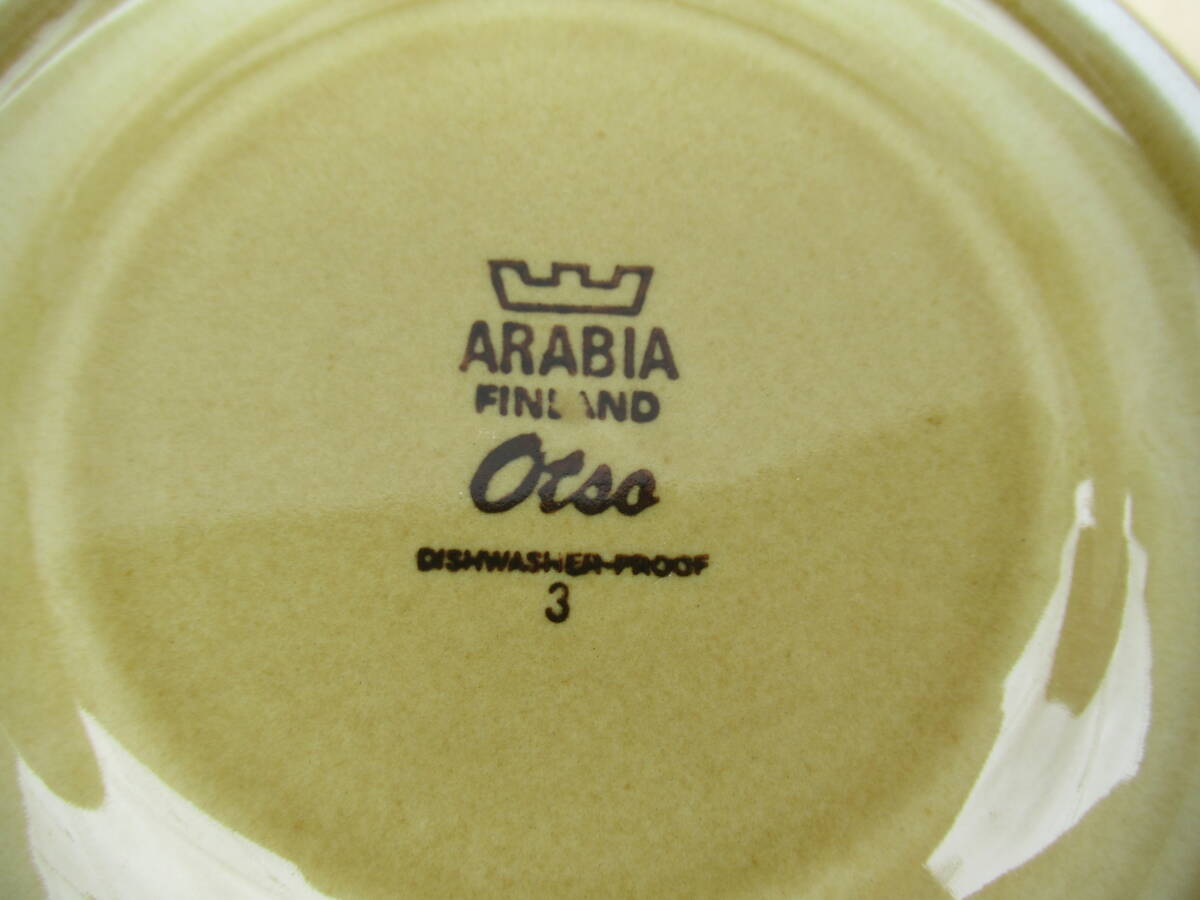 ARABIA
FINLAND
Otso
DISHWASHER-PROOF
3